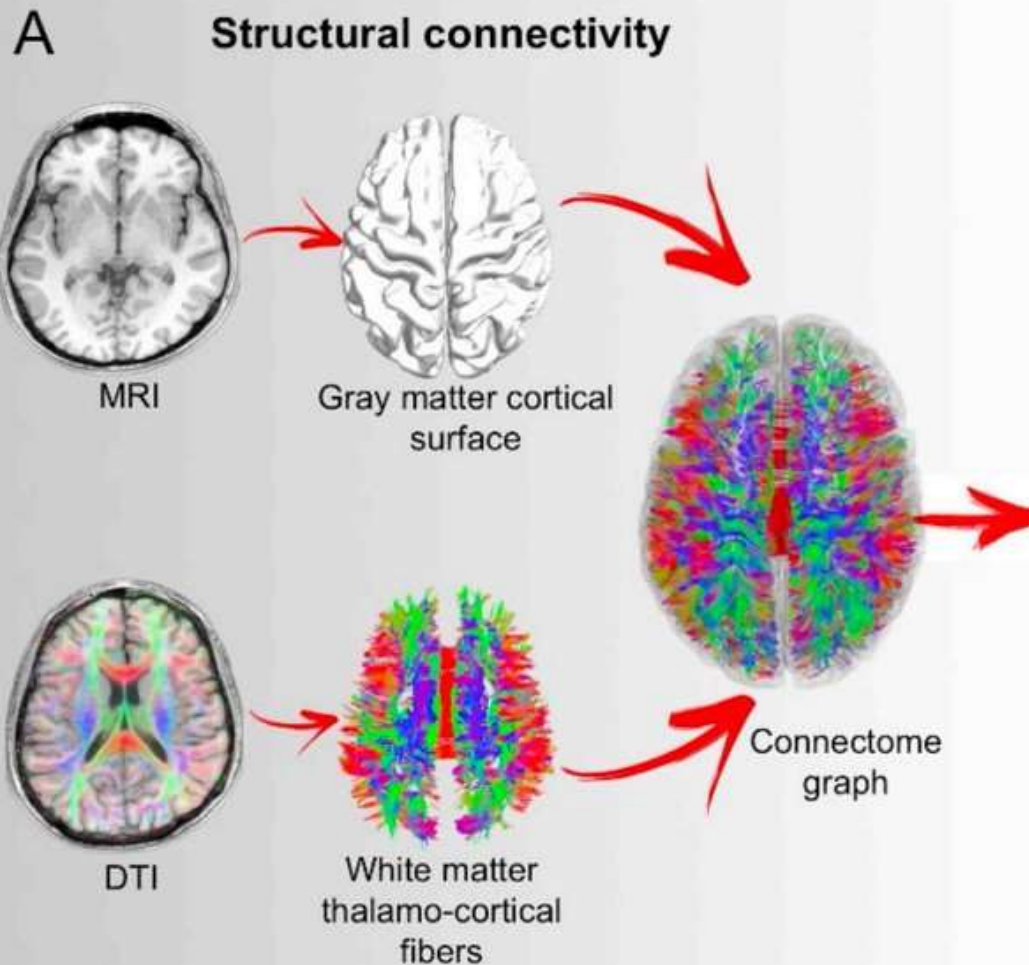 A
Structural connectivity
MRI
Gray matter cortical
surface
DTI
White matter
thalamo-cortical
fibers
Connectome
graph